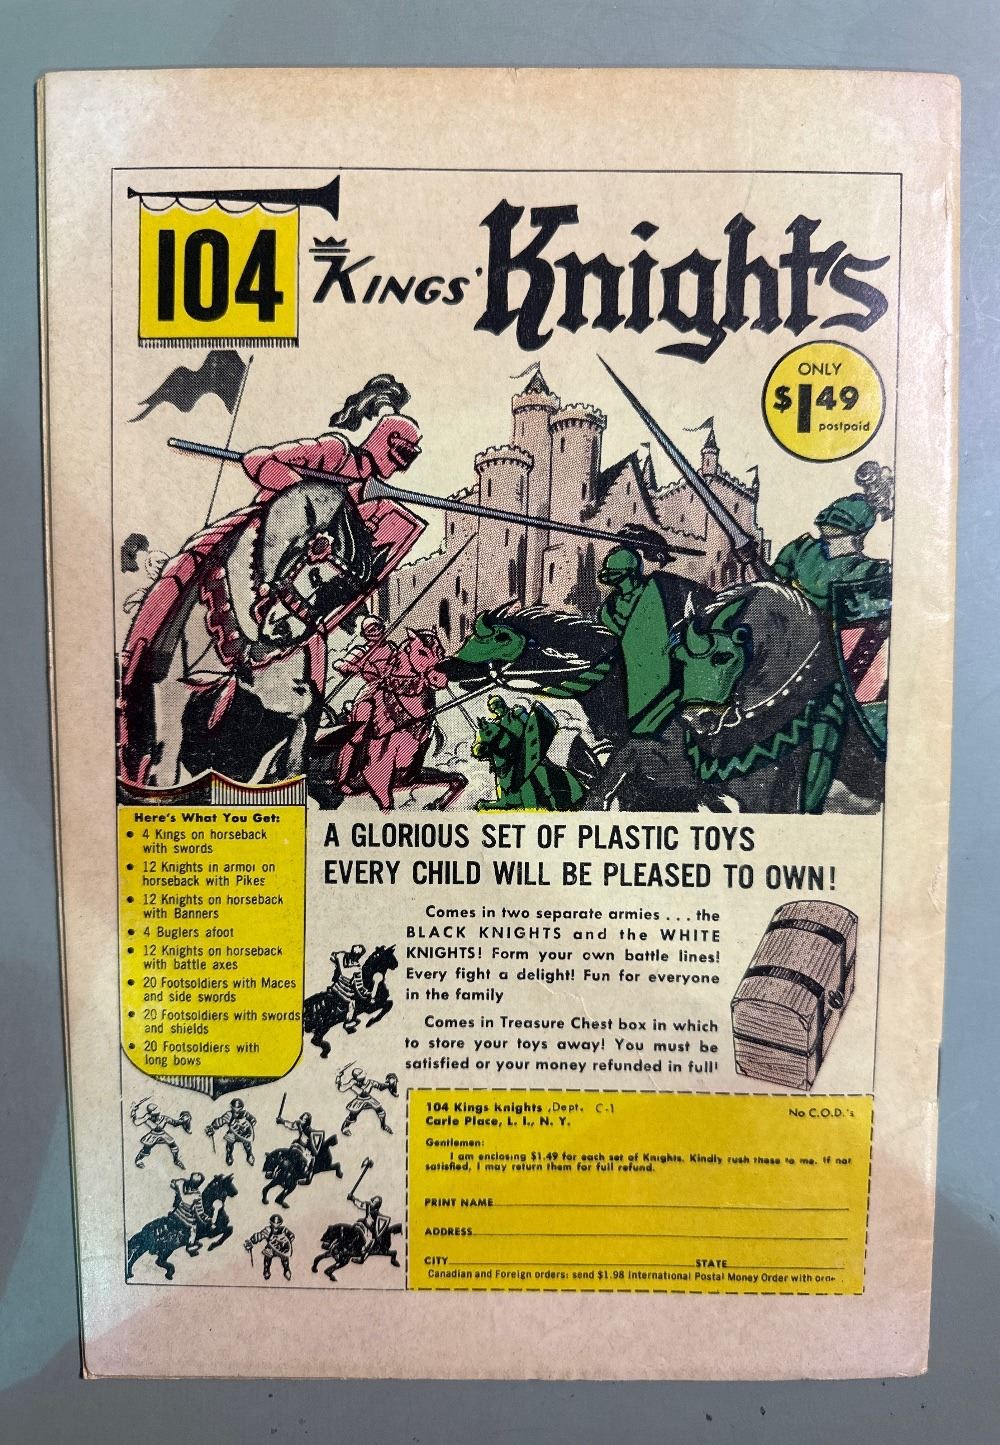 104
KINGS' Knights
ONLY
$1.49
postpaid
Here's What You Get:
• 4 Kings on horseback
with swords
• 12 Knights in armor on
horseback with Pikes
• 12 Knights on horseback
with Banners
• 4 Buglers afoot
• 12 Knights on horseback
with battle axes
• 20 Footsoldiers with Maces
and side swords
• 20 Footsoldiers with swords
and shields
• 20 Footsoldiers with
long bows
A GLORIOUS SET OF PLASTIC TOYS
EVERY CHILD WILL BE PLEASED TO OWN!
Comes in two separate armies . . . the
BLACK KNIGHTS and the WHITE
KNIGHTS! Form your own battle lines!
Every fight a delight! Fun for everyone
in the family
Comes in Treasure Chest box in which
to store your toys away! You must be
satisfied or your money refunded in full!
104 Kings Knights ,Dept. C-1
No C.O.D.'s
Carle Place, L. I., N. Y.
Gentlemen:
I am enclosing $1.49 for each set of Knights. Kindly rush these to me. If not
satisfied, I may return them for full refund.
PRINT NAME
ADDRESS
CITY STATE
Canadian and Foreign orders: send $1.98 International Postal Money Order with order